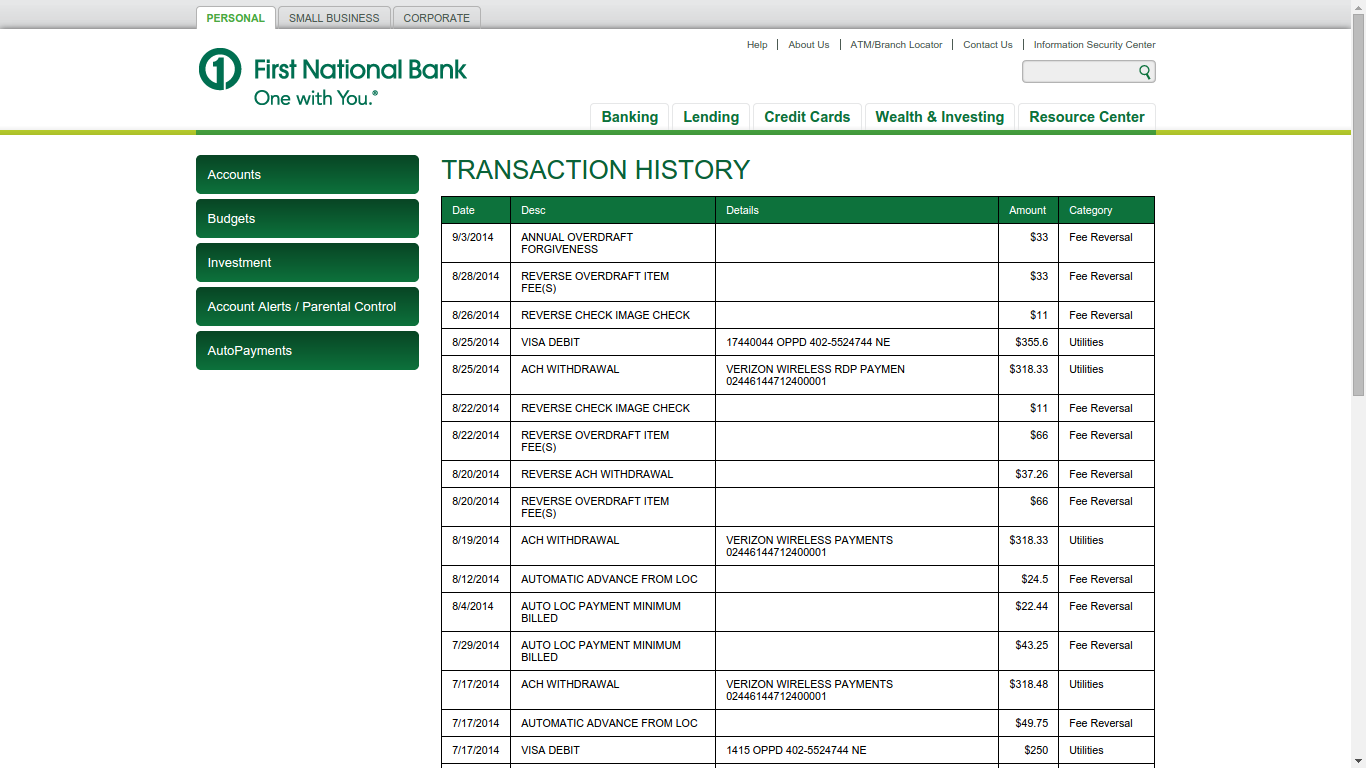 PERSONAL SMALL BUSINESS CORPORATE
Help About Us ATM/Branch Locator Contact Us Information Security Center
First National Bank
One with You.®
Banking Lending Credit Cards Wealth & Investing Resource Center
Accounts
Budgets
Investment
Account Alerts / Parental Control
AutoPayments
TRANSACTION HISTORY
Date Desc Details Amount Category
9/3/2014 ANNUAL OVERDRAFT $33 Fee Reversal
FORGIVENESS
8/28/2014 REVERSE OVERDRAFT ITEM $33 Fee Reversal
FEE(S)
8/26/2014 REVERSE CHECK IMAGE CHECK $11 Fee Reversal
8/25/2014 VISA DEBIT 17440044 OPPD 402-5524744 NE $355.6 Utilities
8/25/2014 ACH WITHDRAWAL VERIZON WIRELESS RDP PAYMEN $318.33 Utilities
02446144712400001
8/22/2014 REVERSE CHECK IMAGE CHECK $11 Fee Reversal
8/22/2014 REVERSE OVERDRAFT ITEM $66 Fee Reversal
FEE(S)
8/20/2014 REVERSE ACH WITHDRAWAL $37.26 Fee Reversal
8/20/2014 REVERSE OVERDRAFT ITEM $66 Fee Reversal
FEE(S)
8/19/2014 ACH WITHDRAWAL VERIZON WIRELESS PAYMENTS $318.33 Utilities
02446144712400001
8/12/2014 AUTOMATIC ADVANCE FROM LOC $24.5 Fee Reversal
8/4/2014 AUTO LOC PAYMENT MINIMUM $22.44 Fee Reversal
BILLED
7/29/2014 AUTO LOC PAYMENT MINIMUM $43.25 Fee Reversal
BILLED
7/17/2014 ACH WITHDRAWAL VERIZON WIRELESS PAYMENTS $318.48 Utilities
02446144712400001
7/17/2014 AUTOMATIC ADVANCE FROM LOC $49.75 Fee Reversal
7/17/2014 VISA DEBIT 1415 OPPD 402-5524744 NE $250 Utilities